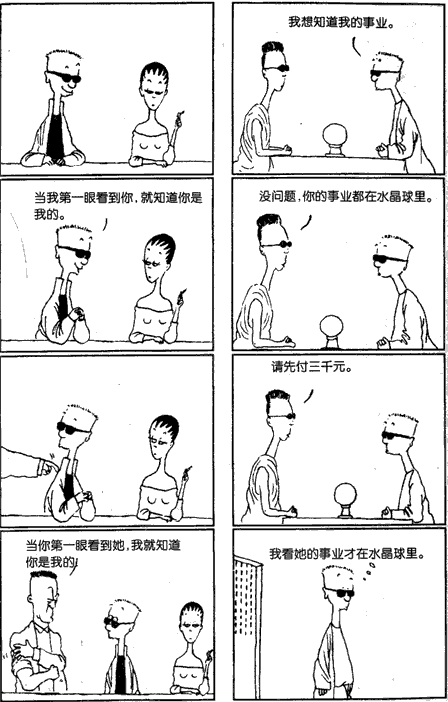 当我第一眼看到你，就知道你是
我的。
当你第一眼看到她，我就知道
你是我的!
我想知道我的事业。
没问题，你的事业都在水晶球里。
请先付三千元。
我看她的事业才在水晶球里。